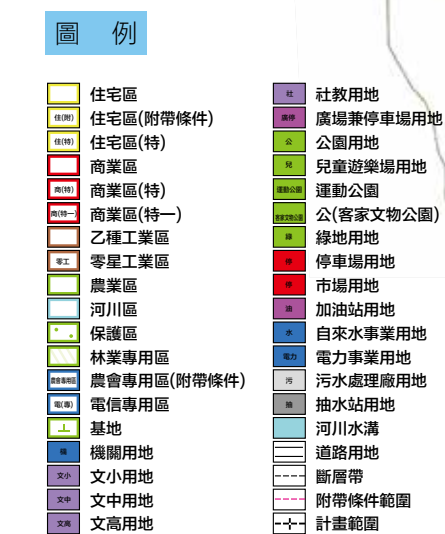 圖 例
住宅區
住(附) 住宅區(附帶條件)
住(特) 住宅區(特)
商業區
商(特) 商業區(特)
商(特一) 商業區(特一)
乙種工業區
零工 零星工業區
農業區
河川區
保護區
林業專用區
農會專用區 農會專用區(附帶條件)
電(專) 電信專用區
基地
機 機關用地
文小 文小用地
文中 文中用地
文高 文高用地
社 社教用地
廣停 廣場兼停車場用地
公 公園用地
兒 兒童遊樂場用地
運動公園 運動公園
客家文物公園 公(客家文物公園)
綠 綠地用地
停 停車場用地
市場用地
油 加油站用地
水 自來水事業用地
電力 電力事業用地
污 污水處理廠用地
抽 抽水站用地
河川水溝
道路用地
斷層帶
附帶條件範圍
計畫範圍